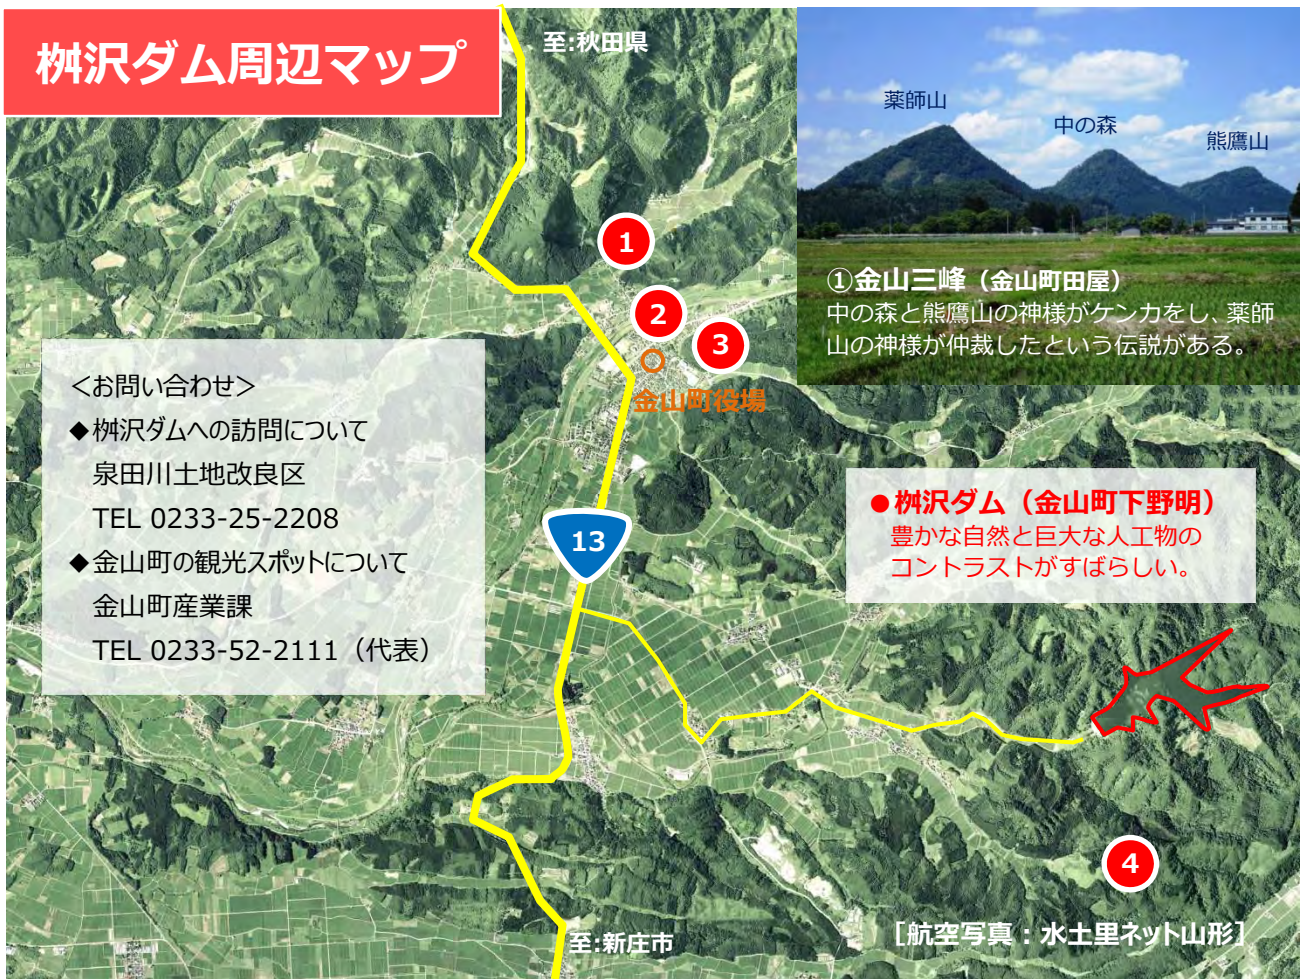 桝沢ダム周辺マップ
至:秋田県
薬師山
中の森
熊鷹山
①金山三峰（金山町田屋）
中の森と熊鷹山の神様がケンカをし、薬師
山の神様が仲裁したという伝説がある。
1
2
3
金山町役場
＜お問い合わせ＞
◆桝沢ダムへの訪問について
泉田川土地改良区
TEL 0233-25-2208
◆金山町の観光スポットについて
金山町産業課
TEL 0233-52-2111（代表）
●桝沢ダム（金山町下野明）
豊かな自然と巨大な人工物の
コントラストがすばらしい。
13
4
至:新庄市
［航空写真：水土里ネット山形］